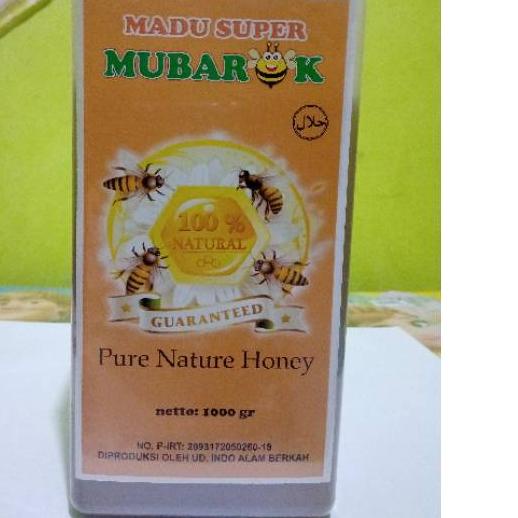 MADU SUPER
MUBAROK
حلال
100 %
NATURAL
GUARANTEED
Pure Nature Honey
netto: 1000 gr
NO. P-IRT: 2093172050260-19
DIPRODUKSI OLEH UD. INDO ALAM BERKAH